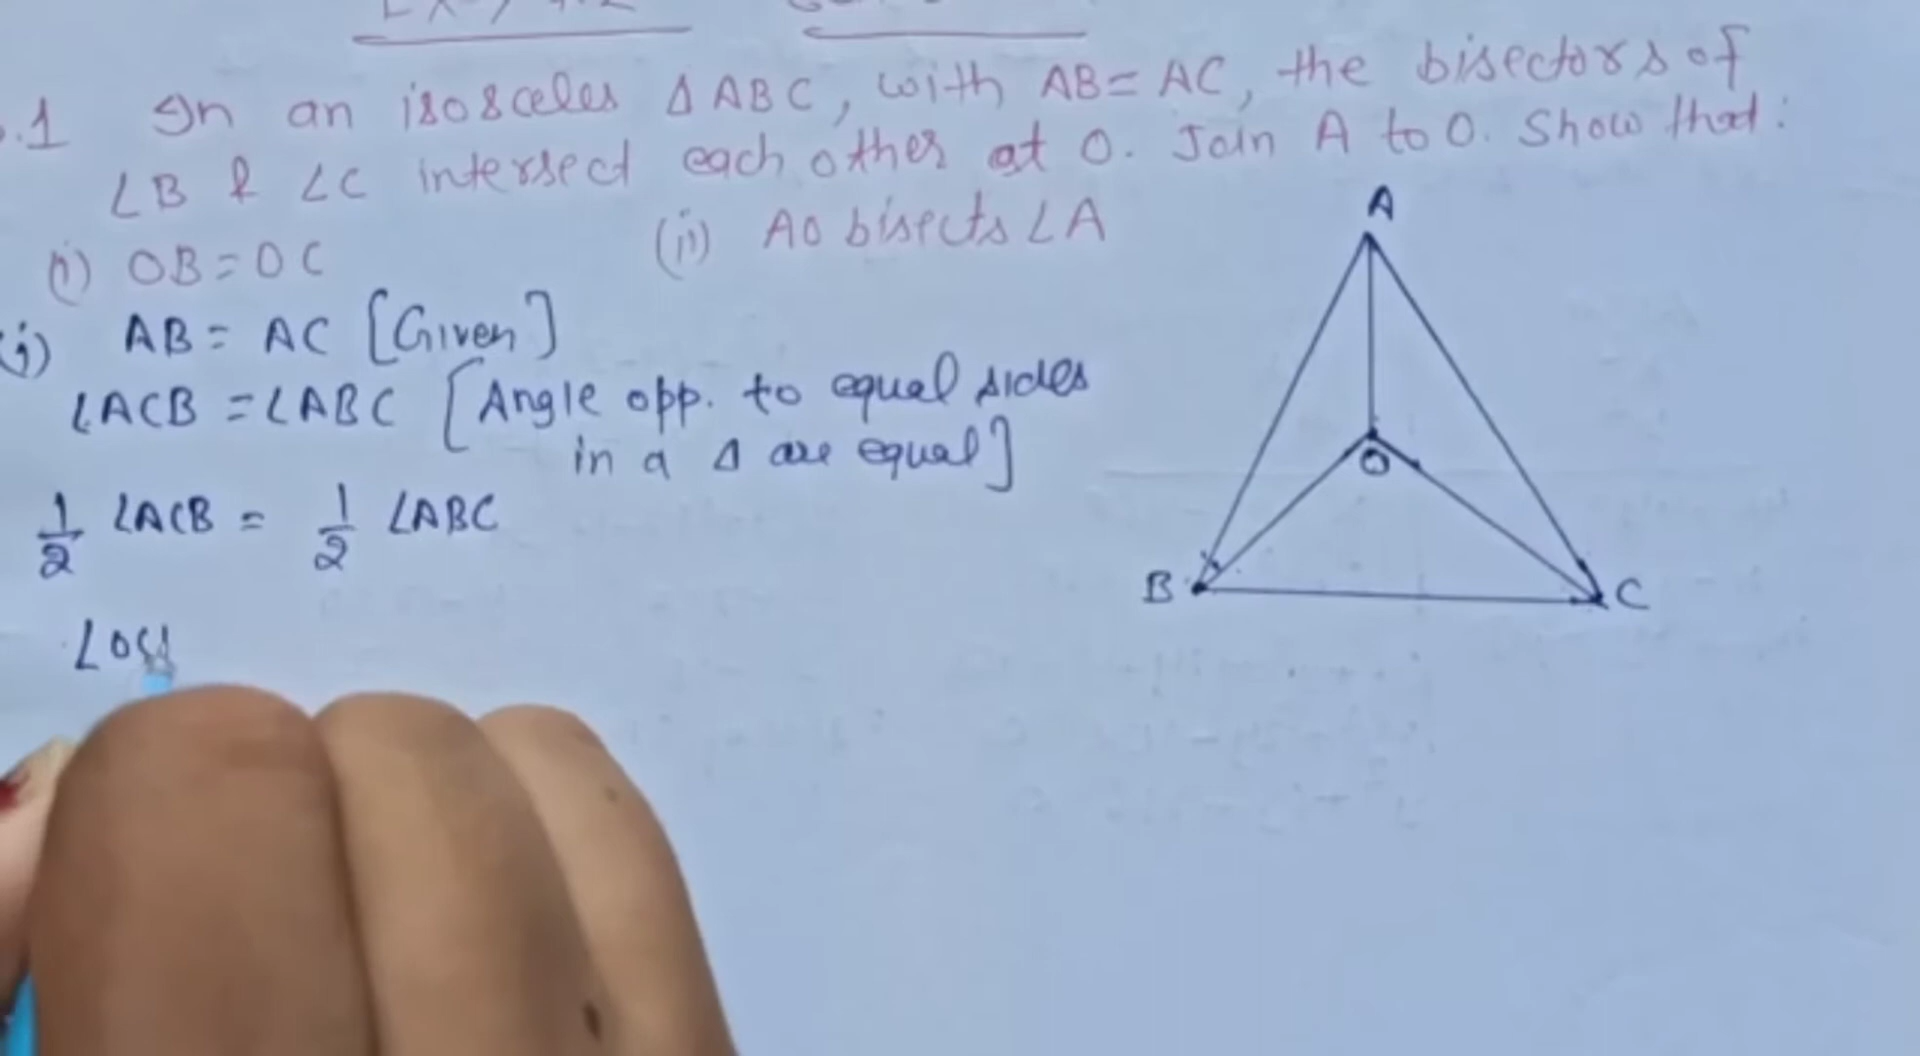 .1 In an isosceles Δ ABC, with AB = AC, the bisectors of
∠B & ∠C intersect each other at O. Join A to O. Show that:
(i) OB = OC (ii) AO bisects ∠A
(i) AB = AC [Given]
∠ACB = ∠ABC [Angle opp. to equal sides
in a Δ are equal]
1/2 ∠ACB = 1/2 ∠ABC
A
O
B
C